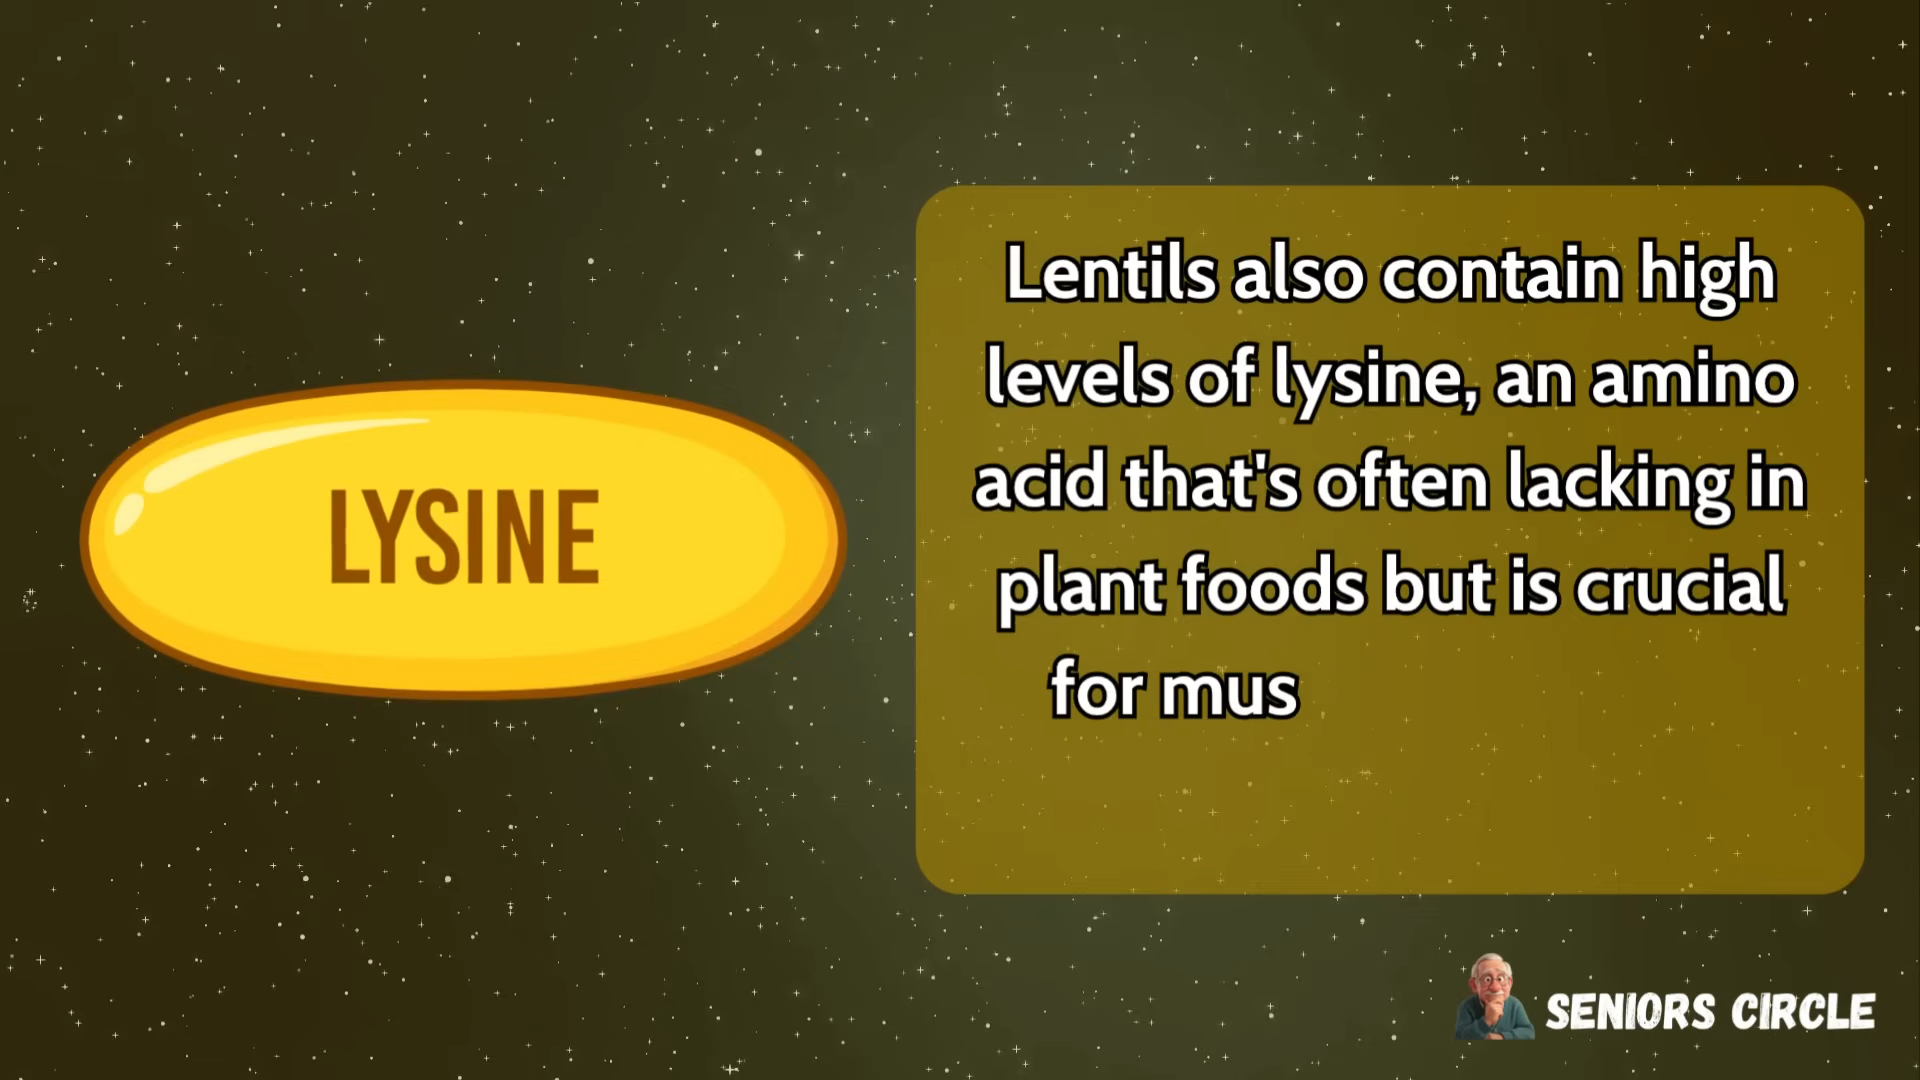 LYSINE
Lentils also contain high
levels of lysine, an amino
acid that's often lacking in
plant foods but is crucial
for mus
SENIORS CIRCLE